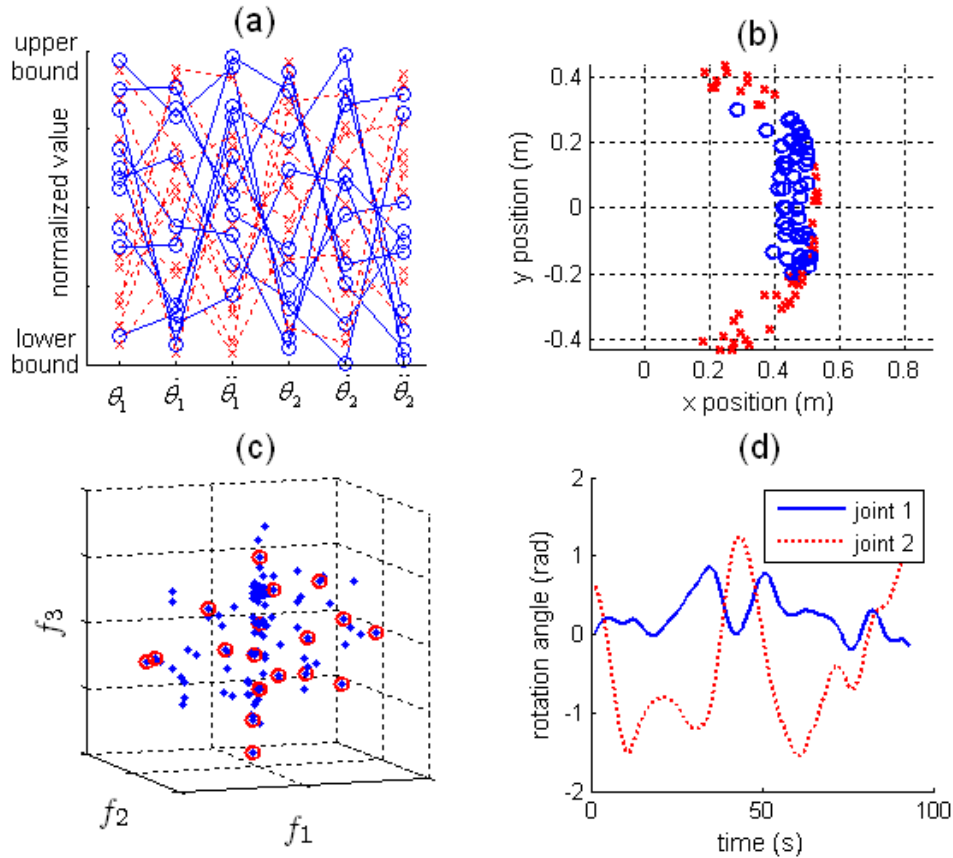 (a)
upper
bound
normalized value
lower
bound
θ₁ θ̇₁ θ̈₁ θ₂ θ̇₂ θ̈₂
(b)
0.4
0.2
0
-0.2
-0.4
y position (m)
0 0.2 0.4 0.6 0.8
x position (m)
(c)
f₃
f₂
f₁
(d)
2
1
0
-1
-2
rotation angle (rad)
joint 1
joint 2
0 50 100
time (s)